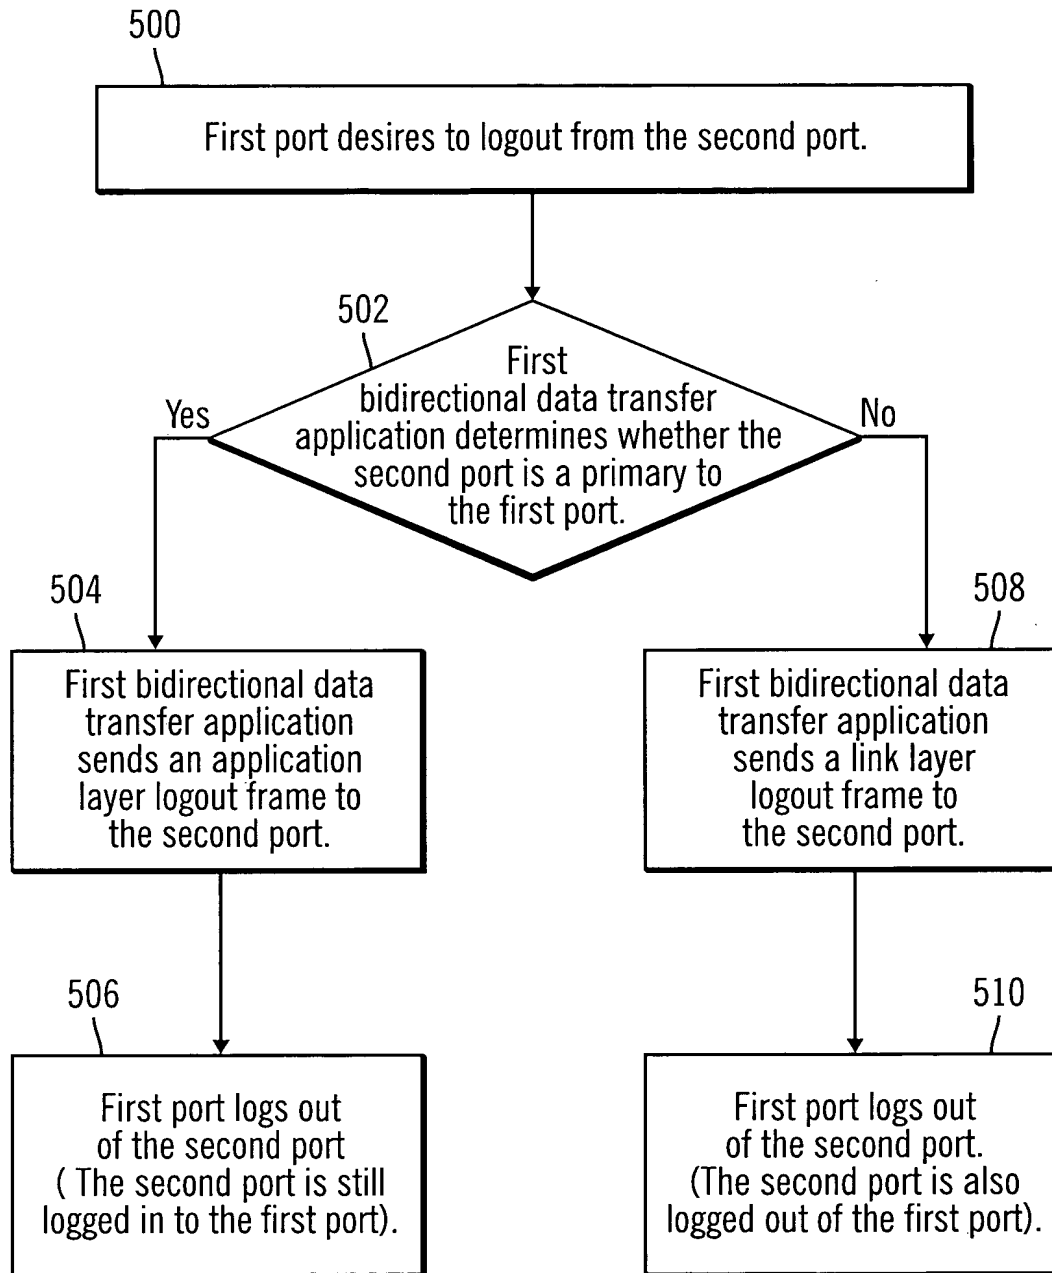 500
First port desires to logout from the second port.
502
First
bidirectional data transfer
application determines whether the
second port is a primary to
the first port.
Yes
No
504
First bidirectional data
transfer application
sends an application
layer logout frame to
the second port.
508
First bidirectional data
transfer application
sends a link layer
logout frame to
the second port.
506
First port logs out
of the second port
( The second port is still
logged in to the first port).
510
First port logs out
of the second port.
(The second port is also
logged out of the first port).